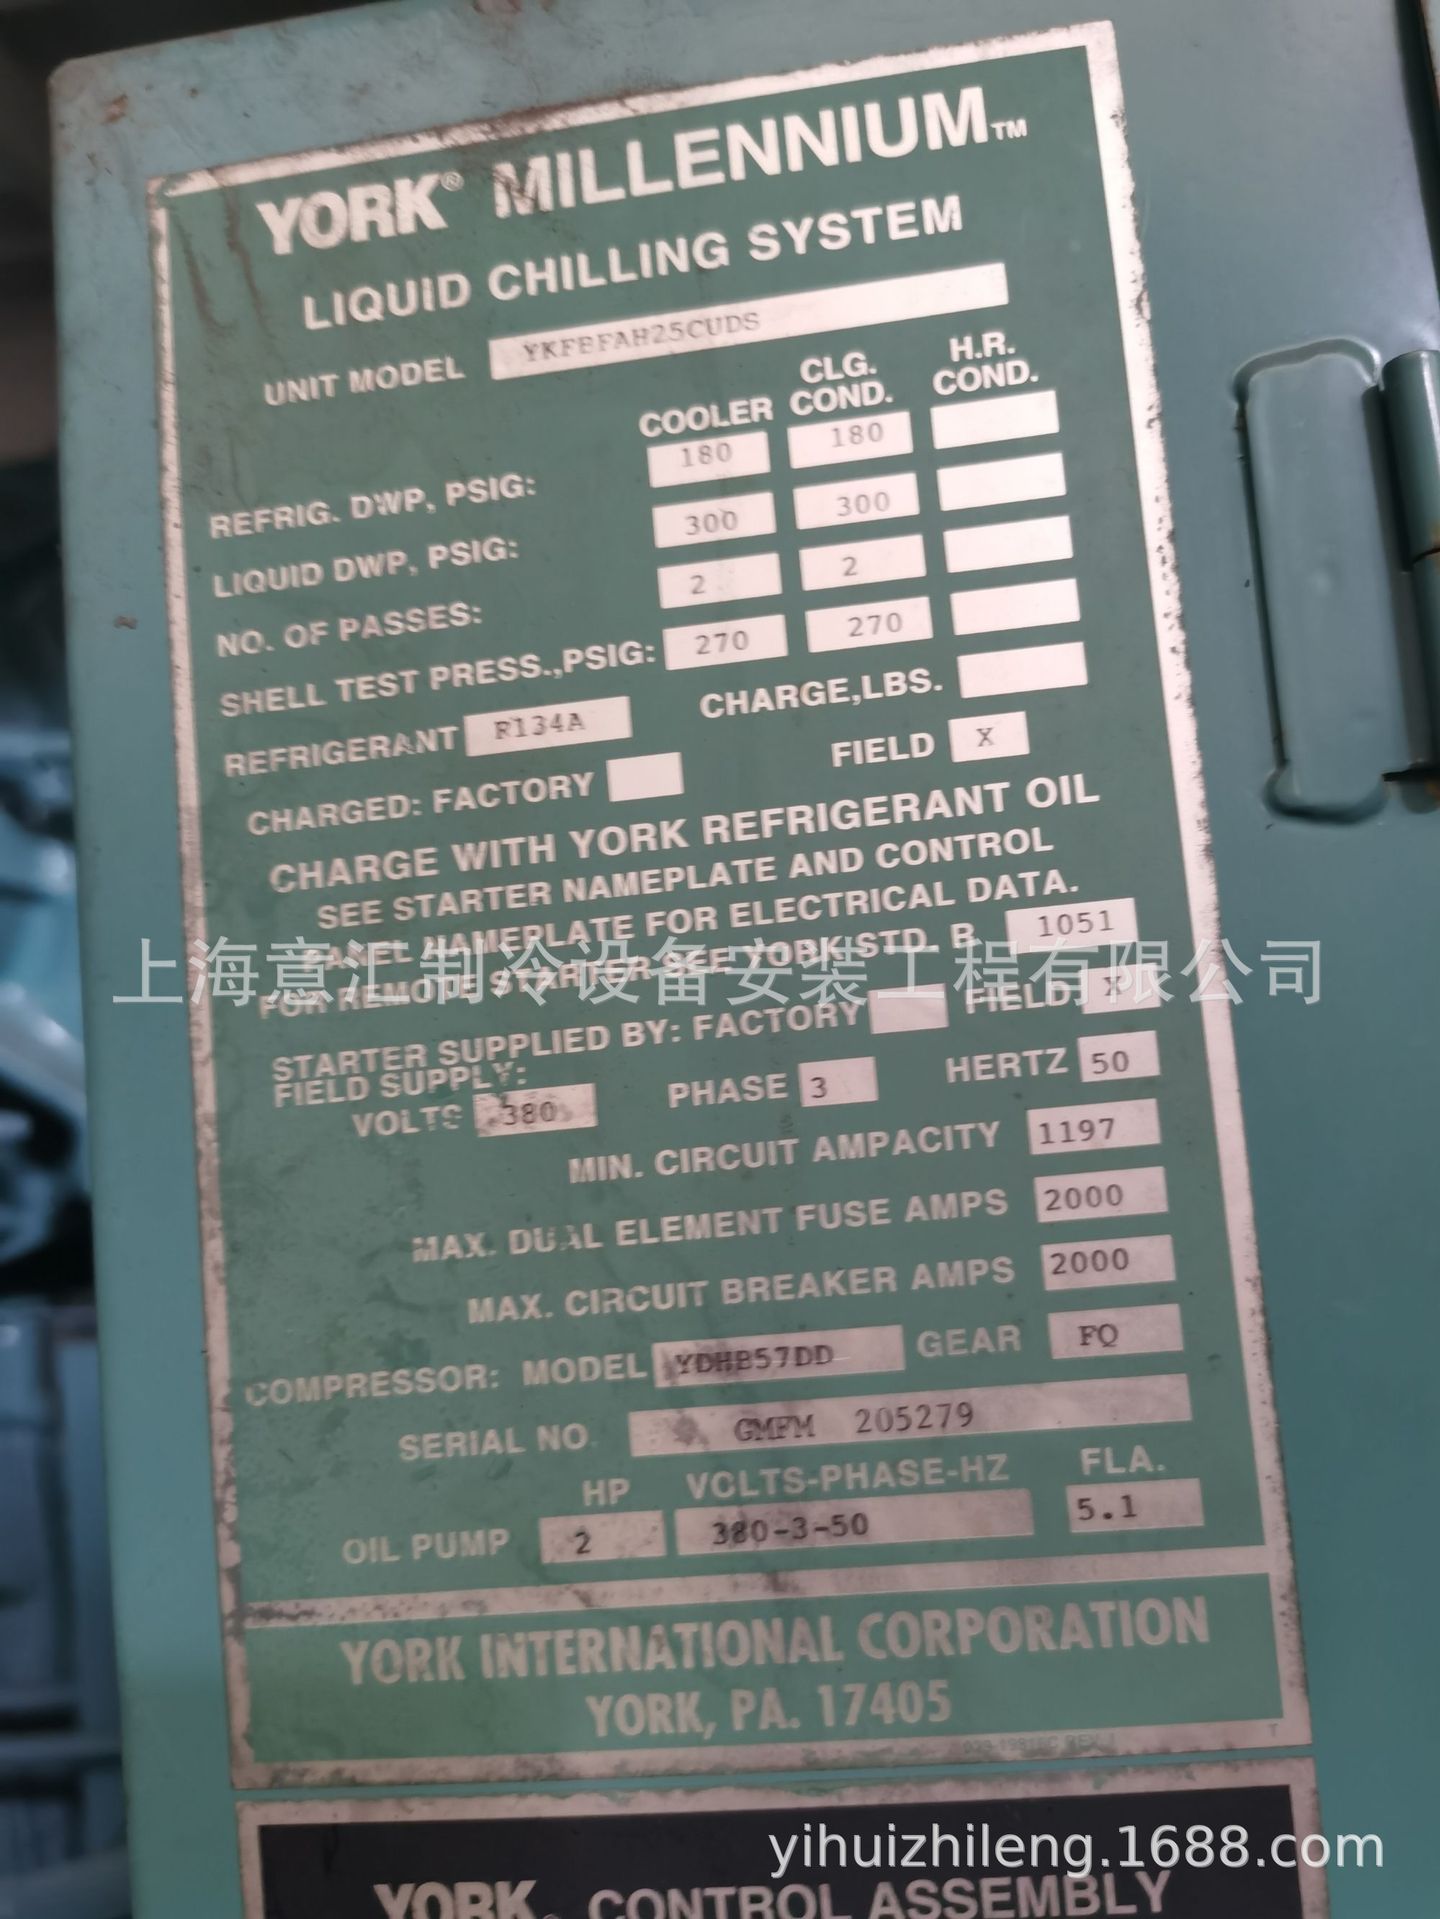 YORK® MILLENNIUM™
LIQUID CHILLING SYSTEM
UNIT MODEL YKFBFAH25CUDS
COOLER CLG. COND. H.R. COND.
REFRIG. DWP, PSIG: 180 180
LIQUID DWP, PSIG: 300 300
NO. OF PASSES: 2 2
SHELL TEST PRESS.,PSIG: 270 270
REFRIGERANT R134A CHARGE,LBS.
CHARGED: FACTORY FIELD X
CHARGE WITH YORK REFRIGERANT OIL
SEE STARTER NAMEPLATE AND CONTROL
PANEL NAMEPLATE FOR ELECTRICAL DATA.
FOR REMOTE STARTER SEE YORK STD. R 1051
上海意汇制冷设备安装工程有限公司
STARTER SUPPLIED BY: FACTORY FIELD X
FIELD SUPPLY:
VOLTS 380 PHASE 3 HERTZ 50
MIN. CIRCUIT AMPACITY 1197
MAX. DUAL ELEMENT FUSE AMPS 2000
MAX. CIRCUIT BREAKER AMPS 2000
COMPRESSOR: MODEL YDHB57DD GEAR FQ
SERIAL NO. GMFM 205279
HP VOLTS-PHASE-HZ FLA.
OIL PUMP 2 380-3-50 5.1
YORK INTERNATIONAL CORPORATION
YORK, PA. 17405
T
yihuizhileng.1688.com
YORK® CONTROL ASSEMBLY